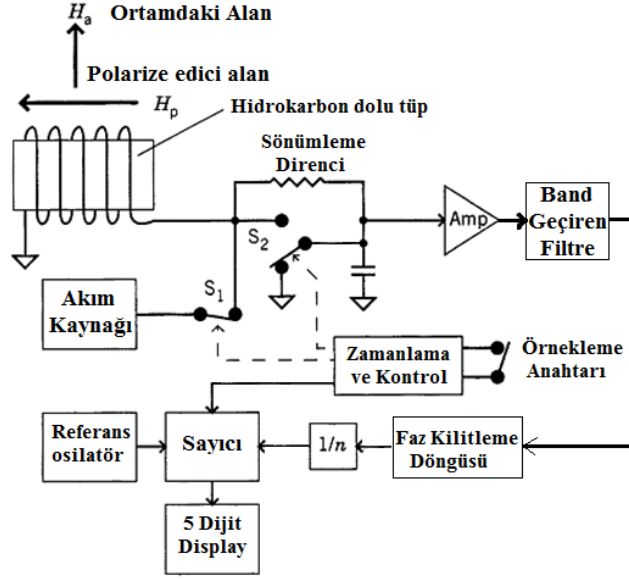 Hₐ Ortamdaki Alan
Polarize edici alan
Hₚ
Hidrokarbon dolu tüp
Sönümleme
Direnci
S₂
Amp
Band
Geçiren
Filtre
Akım
Kaynağı
S₁
Zamanlama
ve Kontrol
Örnekleme
Anahtarı
Referans
osilatör
Sayıcı
1/n
Faz Kilitleme
Döngüsü
5 Dijit
Display